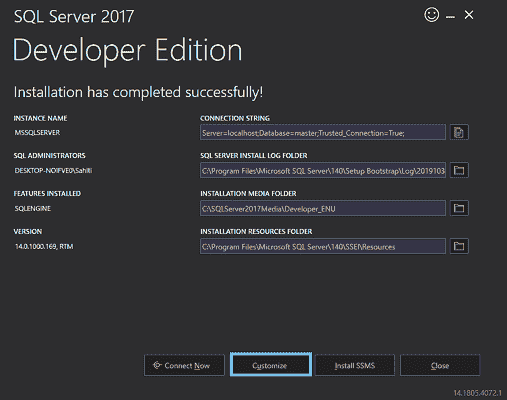 SQL Server 2017
Developer Edition
Installation has completed successfully!
INSTANCE NAME
MSSQLSERVER
CONNECTION STRING
Server=localhost;Database=master;Trusted_Connection=True;
SQL ADMINISTRATORS
DESKTOP-NOIFVE0\Sahiti
SQL SERVER INSTALL LOG FOLDER
C:\Program Files\Microsoft SQL Server\140\Setup Bootstrap\Log\2019103
FEATURES INSTALLED
SQLENGINE
INSTALLATION MEDIA FOLDER
C:\SQLServer2017Media\Developer_ENU
VERSION
14.0.1000.169, RTM
INSTALLATION RESOURCES FOLDER
C:\Program Files\Microsoft SQL Server\140\SSEI\Resources
Connect Now
Customize
Install SSMS
Close
14.1805.4072.1